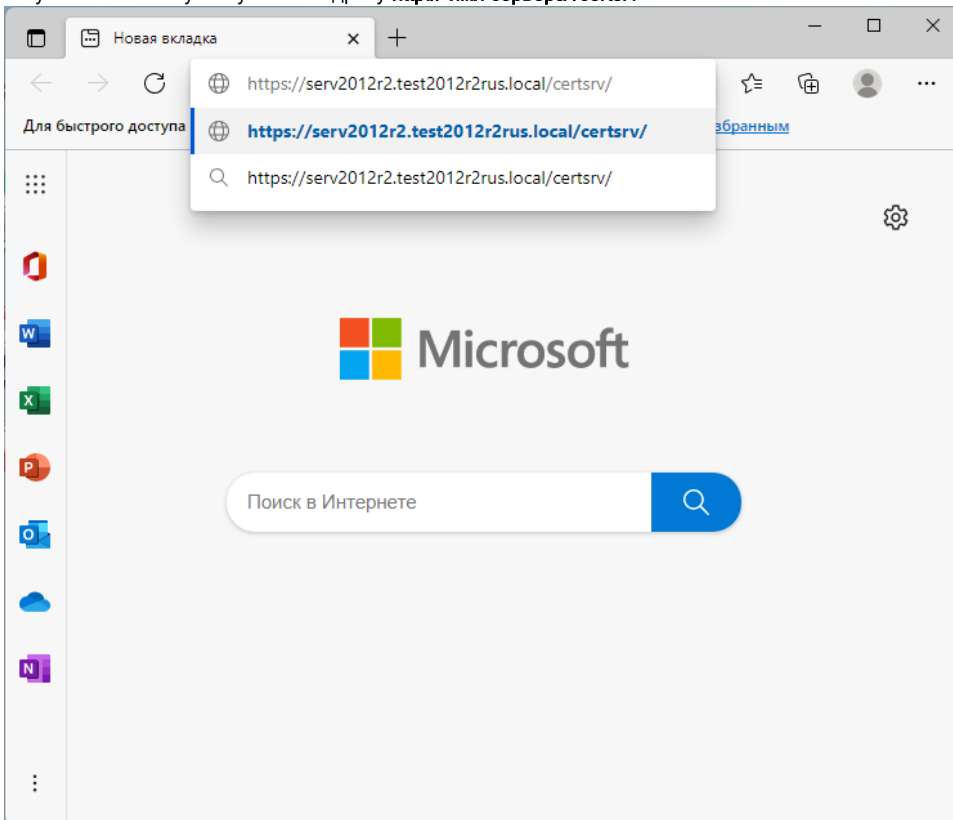 Новая вкладка
https://serv2012r2.test2012r2rus.local/certsrv/
Для быстрого доступа
https://serv2012r2.test2012r2rus.local/certsrv/
збранным
https://serv2012r2.test2012r2rus.local/certsrv/
W
X
Microsoft
P
Поиск в Интернете
O
N